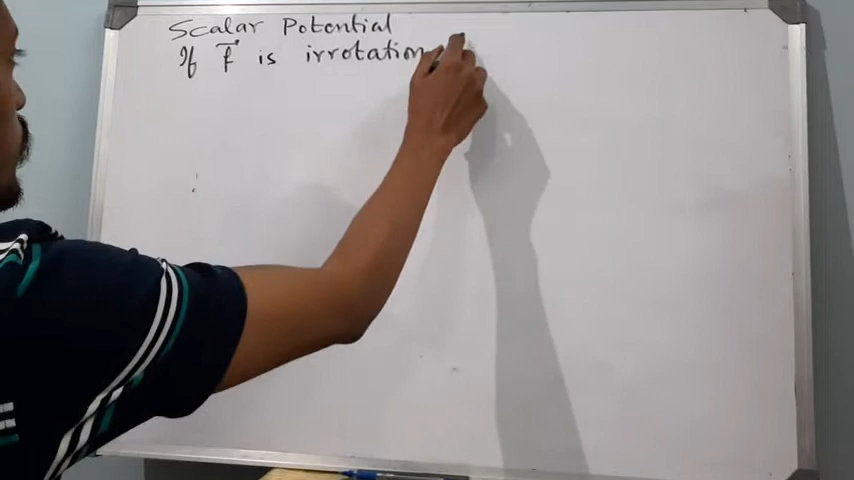 Scalar Potential
If F⃗ is irrotation